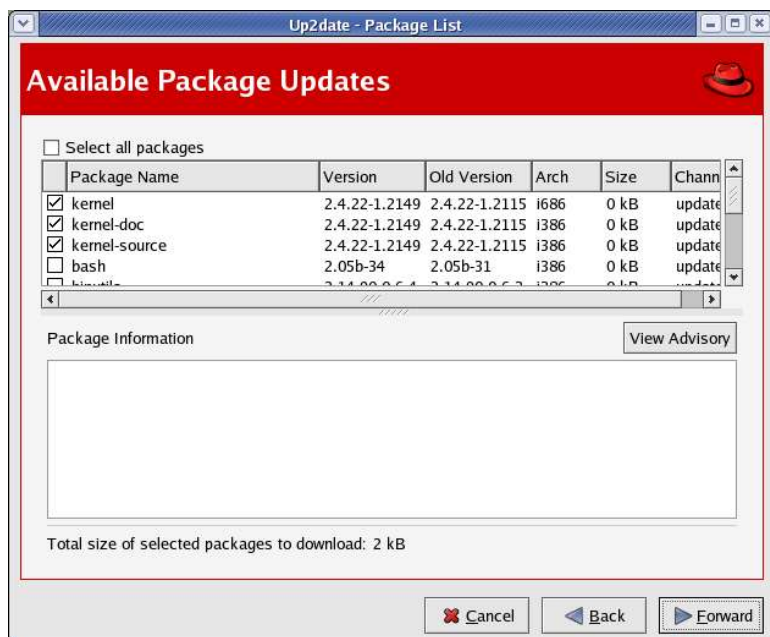 Up2date - Package List
Available Package Updates
Select all packages
Package Name Version Old Version Arch Size Chann
kernel 2.4.22-1.2149 2.4.22-1.2115 i686 0 kB update
kernel-doc 2.4.22-1.2149 2.4.22-1.2115 i386 0 kB update
kernel-source 2.4.22-1.2149 2.4.22-1.2115 i386 0 kB update
bash 2.05b-34 2.05b-31 i386 0 kB update
Package Information View Advisory
Total size of selected packages to download: 2 kB
Cancel Back Forward